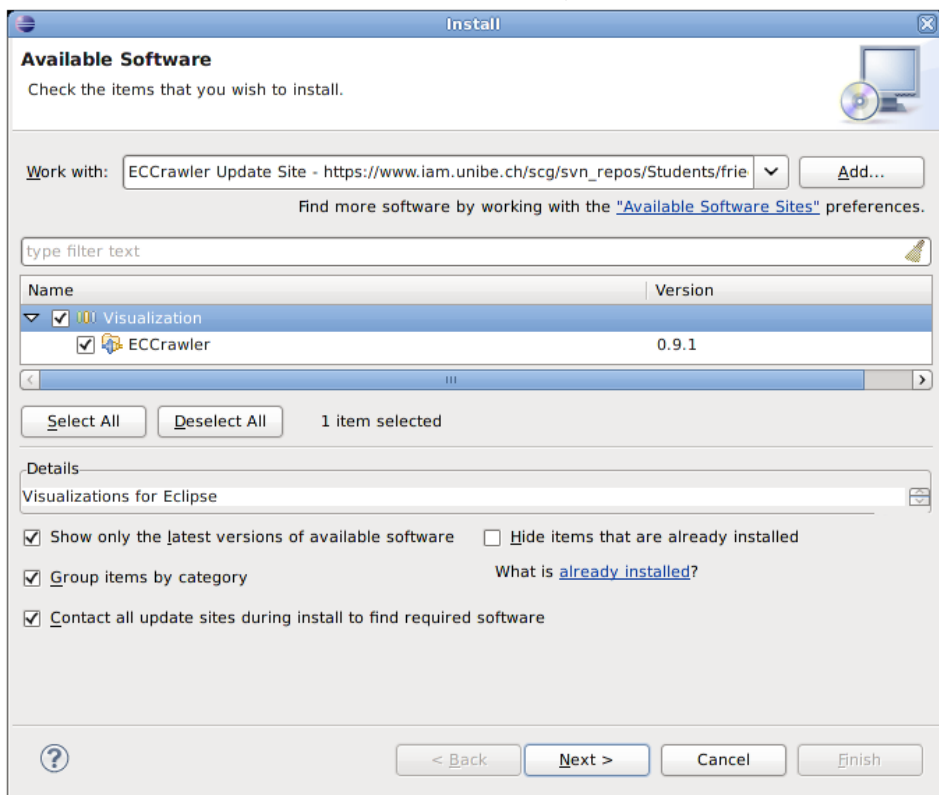 Install
Available Software
Check the items that you wish to install.
Work with: ECCrawler Update Site - https://www.iam.unibe.ch/scg/svn_repos/Students/frie Add...
Find more software by working with the "Available Software Sites" preferences.
type filter text
Name Version
Visualization
ECCrawler 0.9.1
Select All Deselect All 1 item selected
Details
Visualizations for Eclipse
Show only the latest versions of available software Hide items that are already installed
Group items by category What is already installed?
Contact all update sites during install to find required software
? < Back Next > Cancel Finish